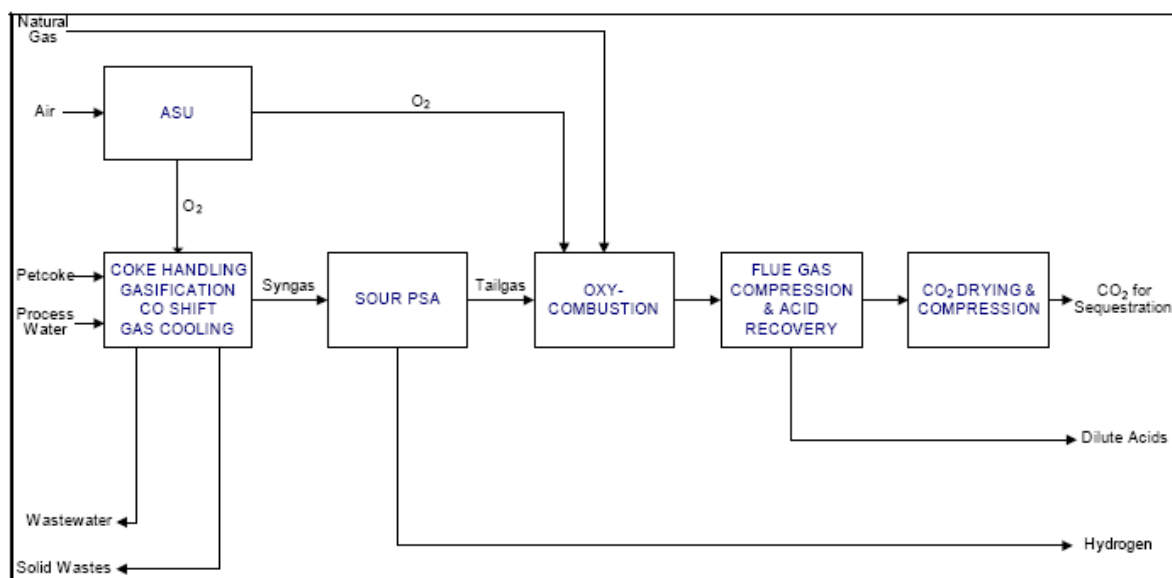 Natural
Gas
Air
ASU
O₂
O₂
Petcoke
Process
Water
COKE HANDLING
GASIFICATION
CO SHIFT
GAS COOLING
Syngas
SOUR PSA
Tailgas
OXY-
COMBUSTION
FLUE GAS
COMPRESSION
& ACID
RECOVERY
CO₂ DRYING &
COMPRESSION
CO₂ for
Sequestration
Dilute Acids
Wastewater
Hydrogen
Solid Wastes